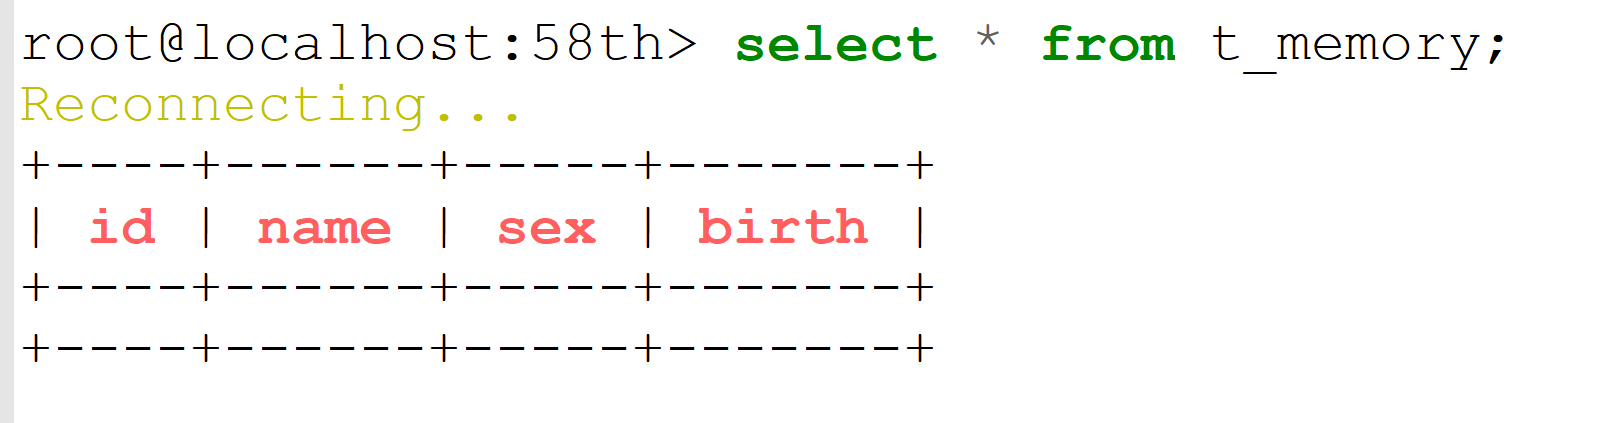 root@localhost:58th> select * from t_memory;
Reconnecting...
+----+------+-----+-------+
| id | name | sex | birth |
+----+------+-----+-------+
+----+------+-----+-------+